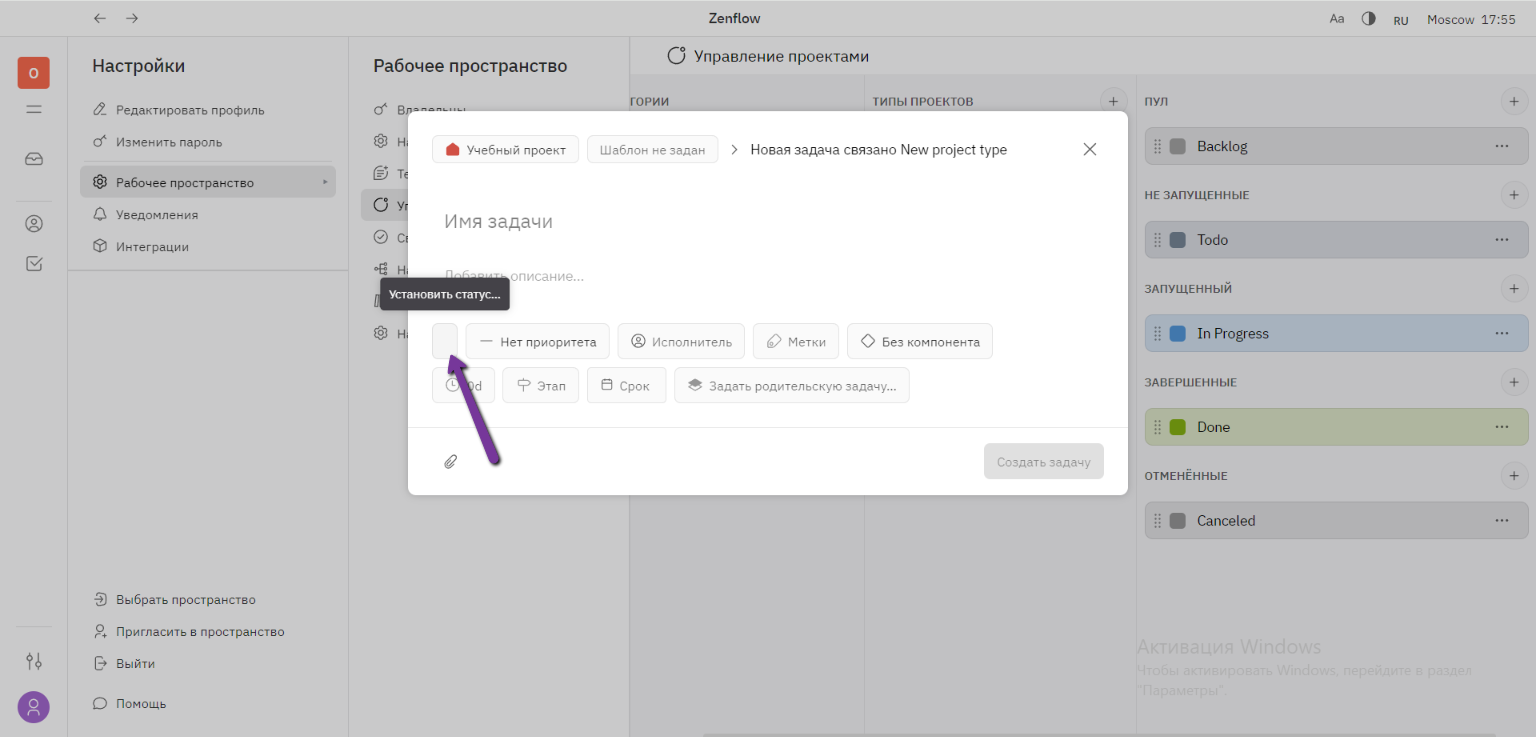 Zenflow
Aa
RU
Moscow 17:55
O
Настройки
Редактировать профиль
Изменить пароль
Рабочее пространство
Уведомления
Интеграции
Выбрать пространство
Пригласить в пространство
Выйти
Помощь
Рабочее пространство
Владельцы
На
Те
Уп
Св
На
На
Управление проектами
ГОРИИ
ТИПЫ ПРОЕКТОВ
Учебный проект
Шаблон не задан
Новая задача связано New project type
Имя задачи
Добавить описание...
Установить статус...
Нет приоритета
Исполнитель
Метки
Без компонента
0d
Этап
Срок
Задать родительскую задачу...
Создать задачу
ПУЛ
Backlog
НЕ ЗАПУЩЕННЫЕ
Todo
ЗАПУЩЕННЫЙ
In Progress
ЗАВЕРШЕННЫЕ
Done
ОТМЕНЁННЫЕ
Canceled
Активация Windows
Чтобы активировать Windows, перейдите в раздел
"Параметры".